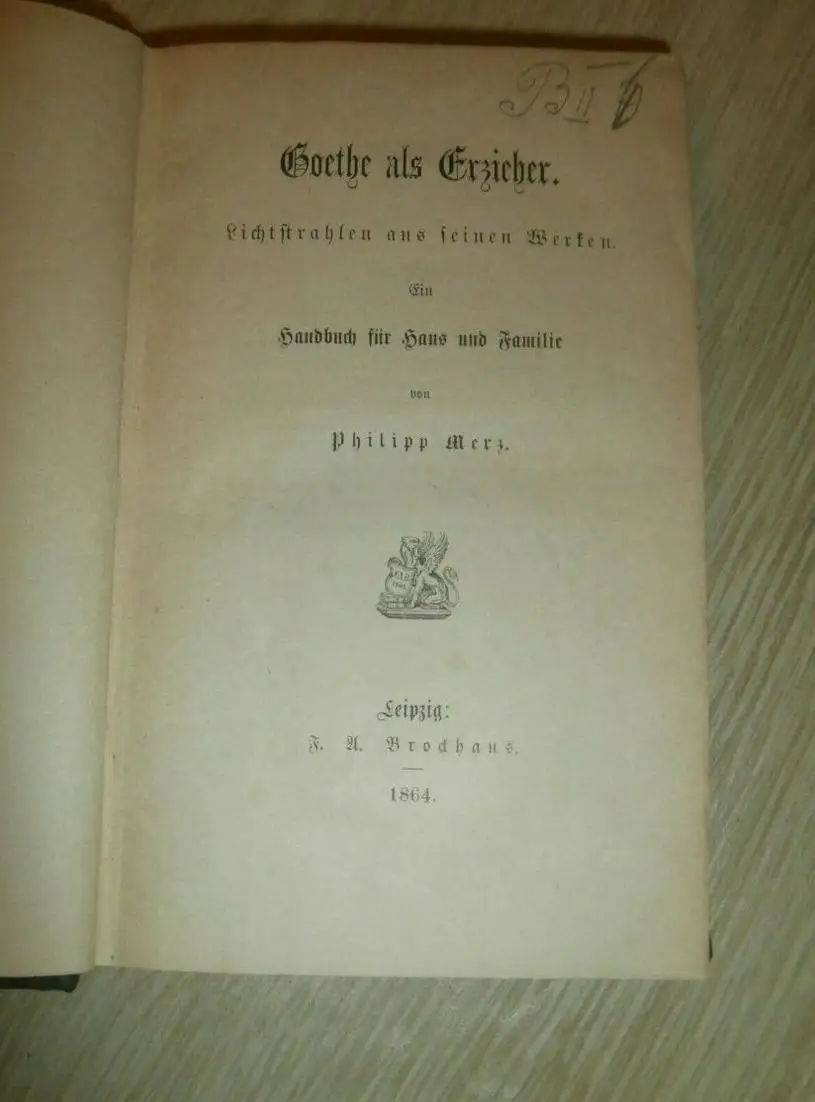 B II
Goethe als Erzieher.
Lichtstrahlen aus seinen Werken.
Ein
Handbuch für Haus und Familie
von
Philipp Merz.
Leipzig:
F. A. Brockhaus.
1864.